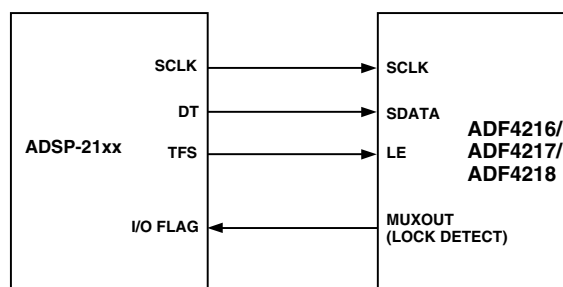 SCLK
DT
ADSP-21xx
TFS
I/O FLAG
SCLK
SDATA
ADF4216/
ADF4217/
ADF4218
LE
MUXOUT
(LOCK DETECT)